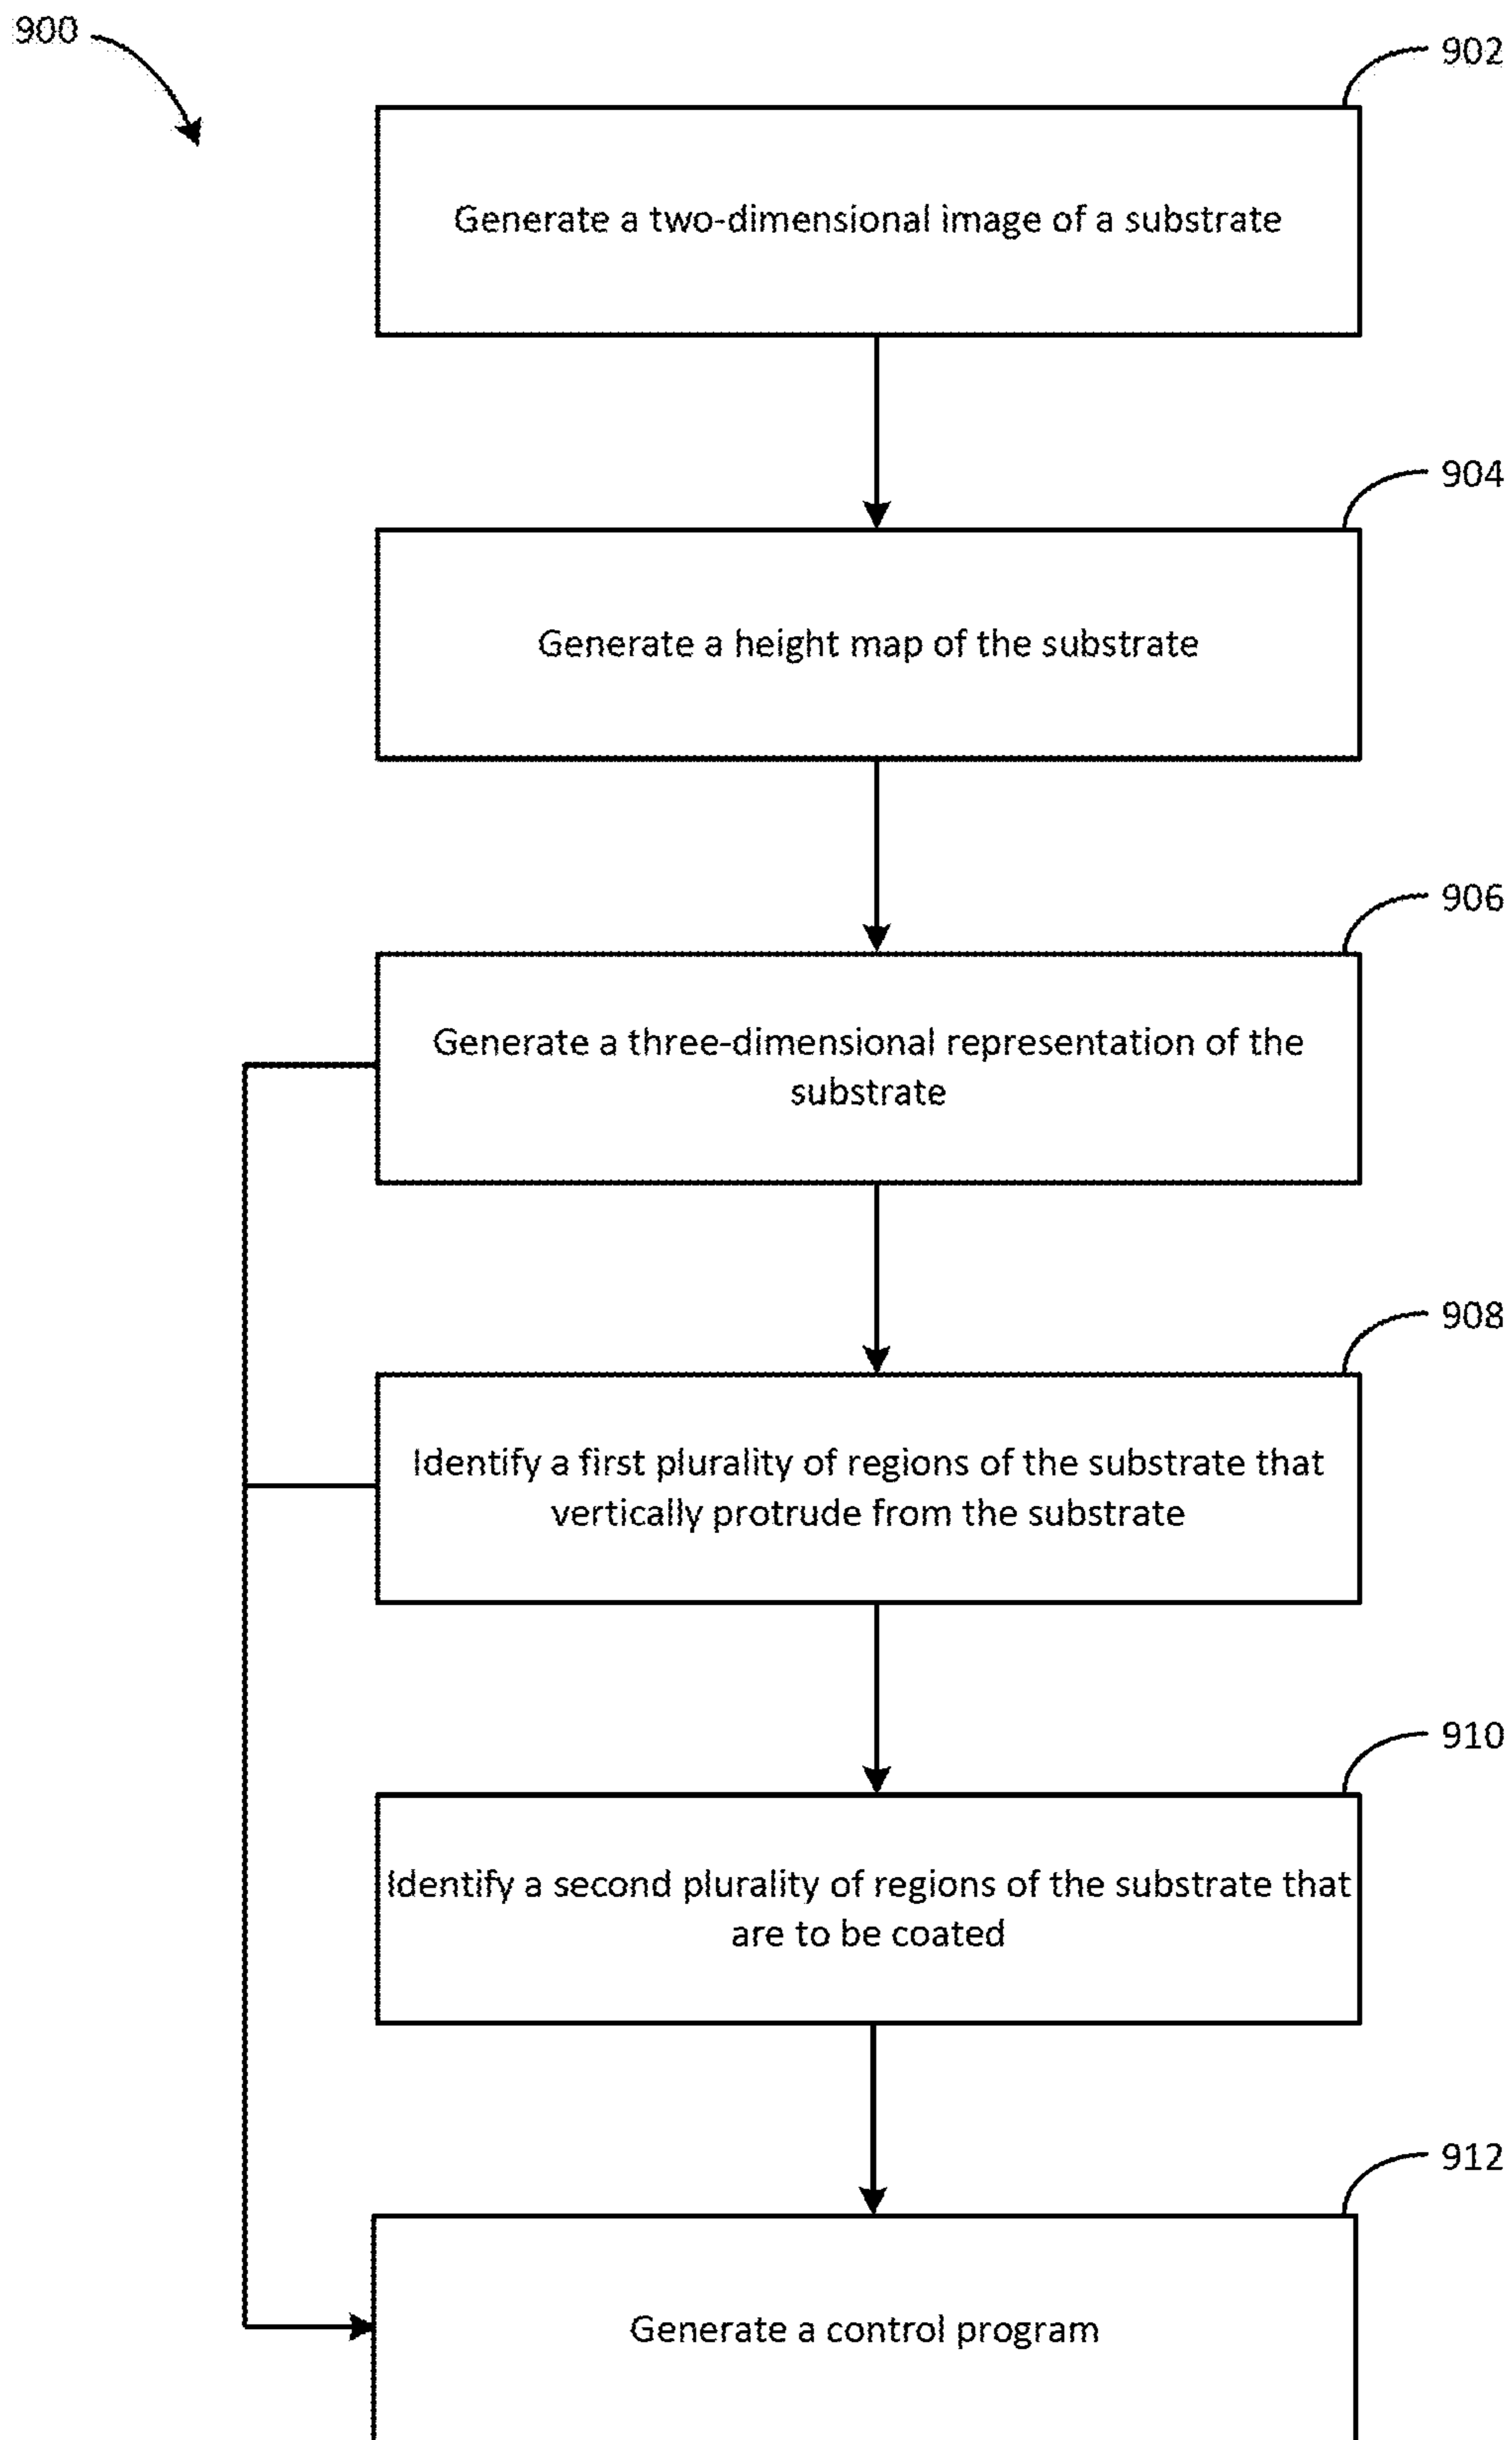 900
902
Generate a two-dimensional image of a substrate
904
Generate a height map of the substrate
906
Generate a three-dimensional representation of the
substrate
908
Identify a first plurality of regions of the substrate that
vertically protrude from the substrate
910
Identify a second plurality of regions of the substrate that
are to be coated
912
Generate a control program